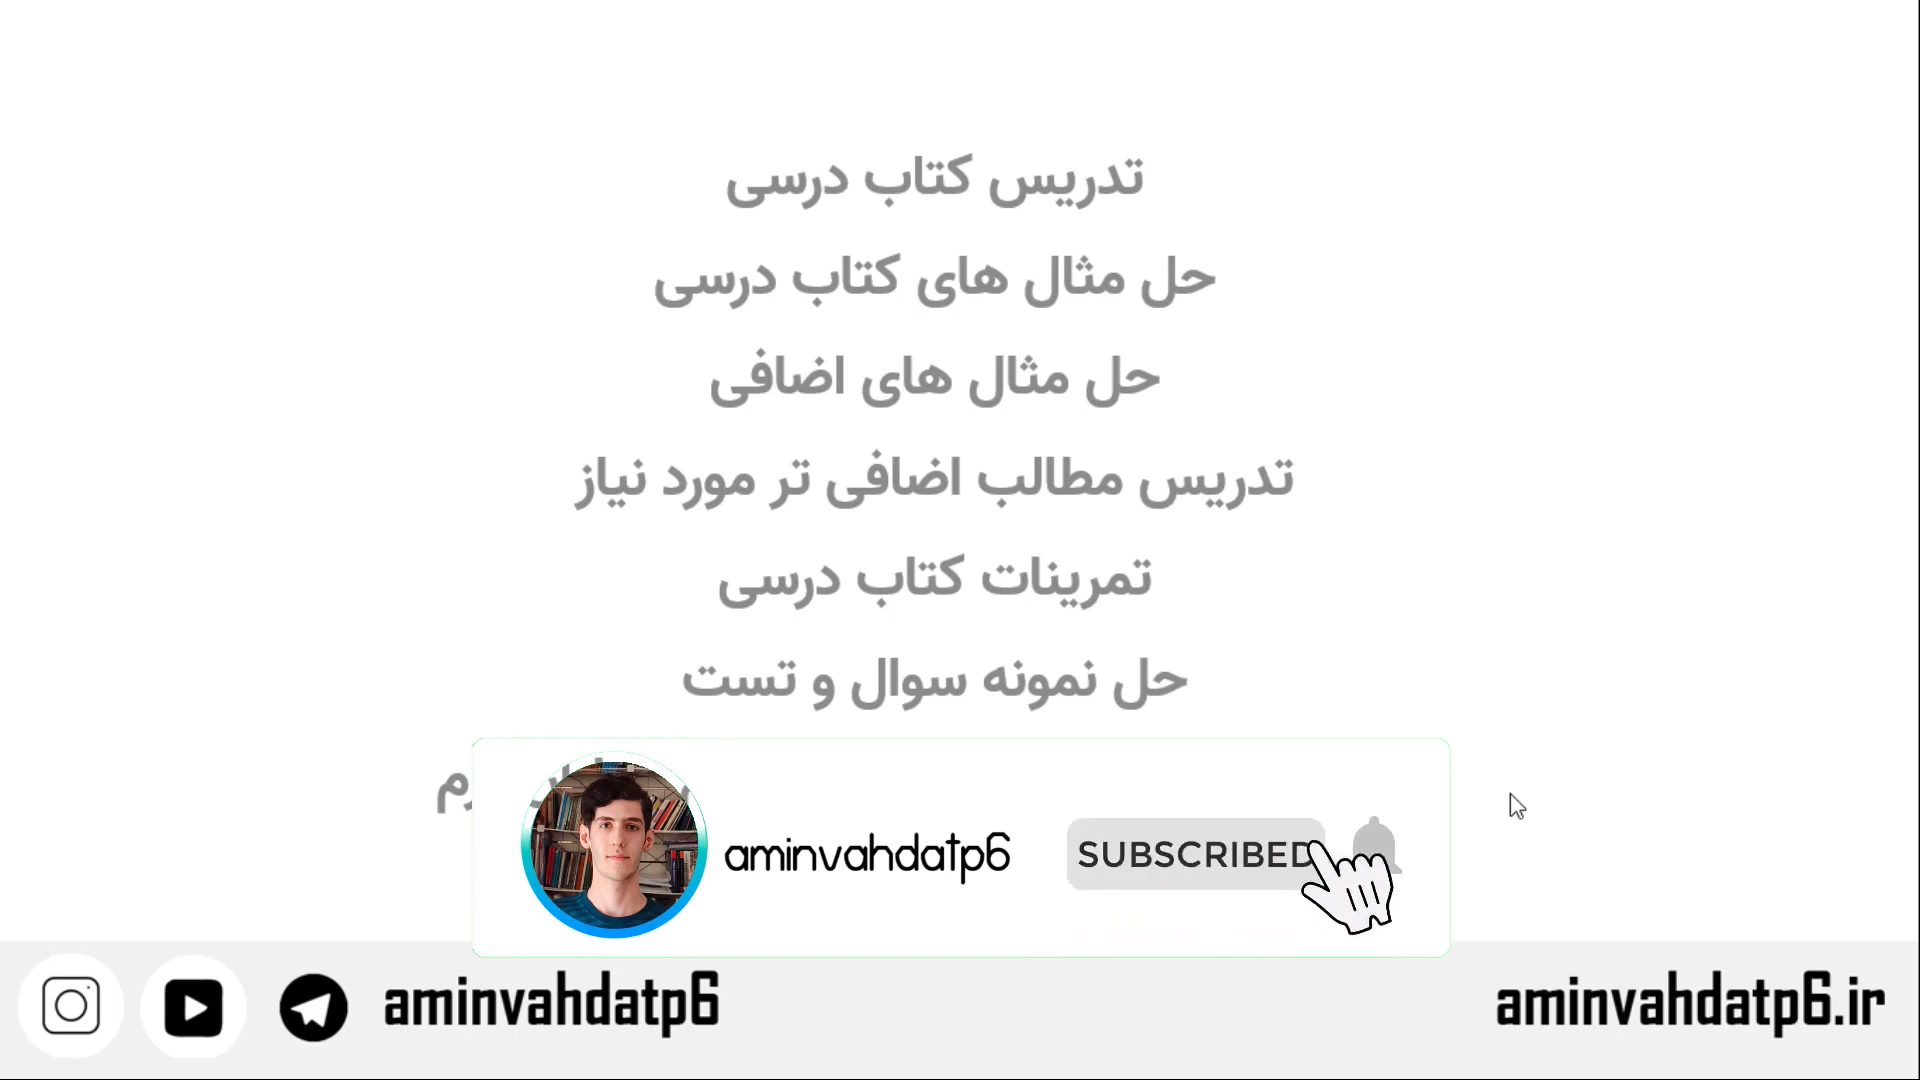 تدریس کتاب درسی
حل مثال های کتاب درسی
حل مثال های اضافی
تدریس مطالب اضافی تر مورد نیاز
تمرینات کتاب درسی
حل نمونه سوال و تست
aminvahdatp6
SUBSCRIBED
aminvahdatp6
aminvahdatp6.ir